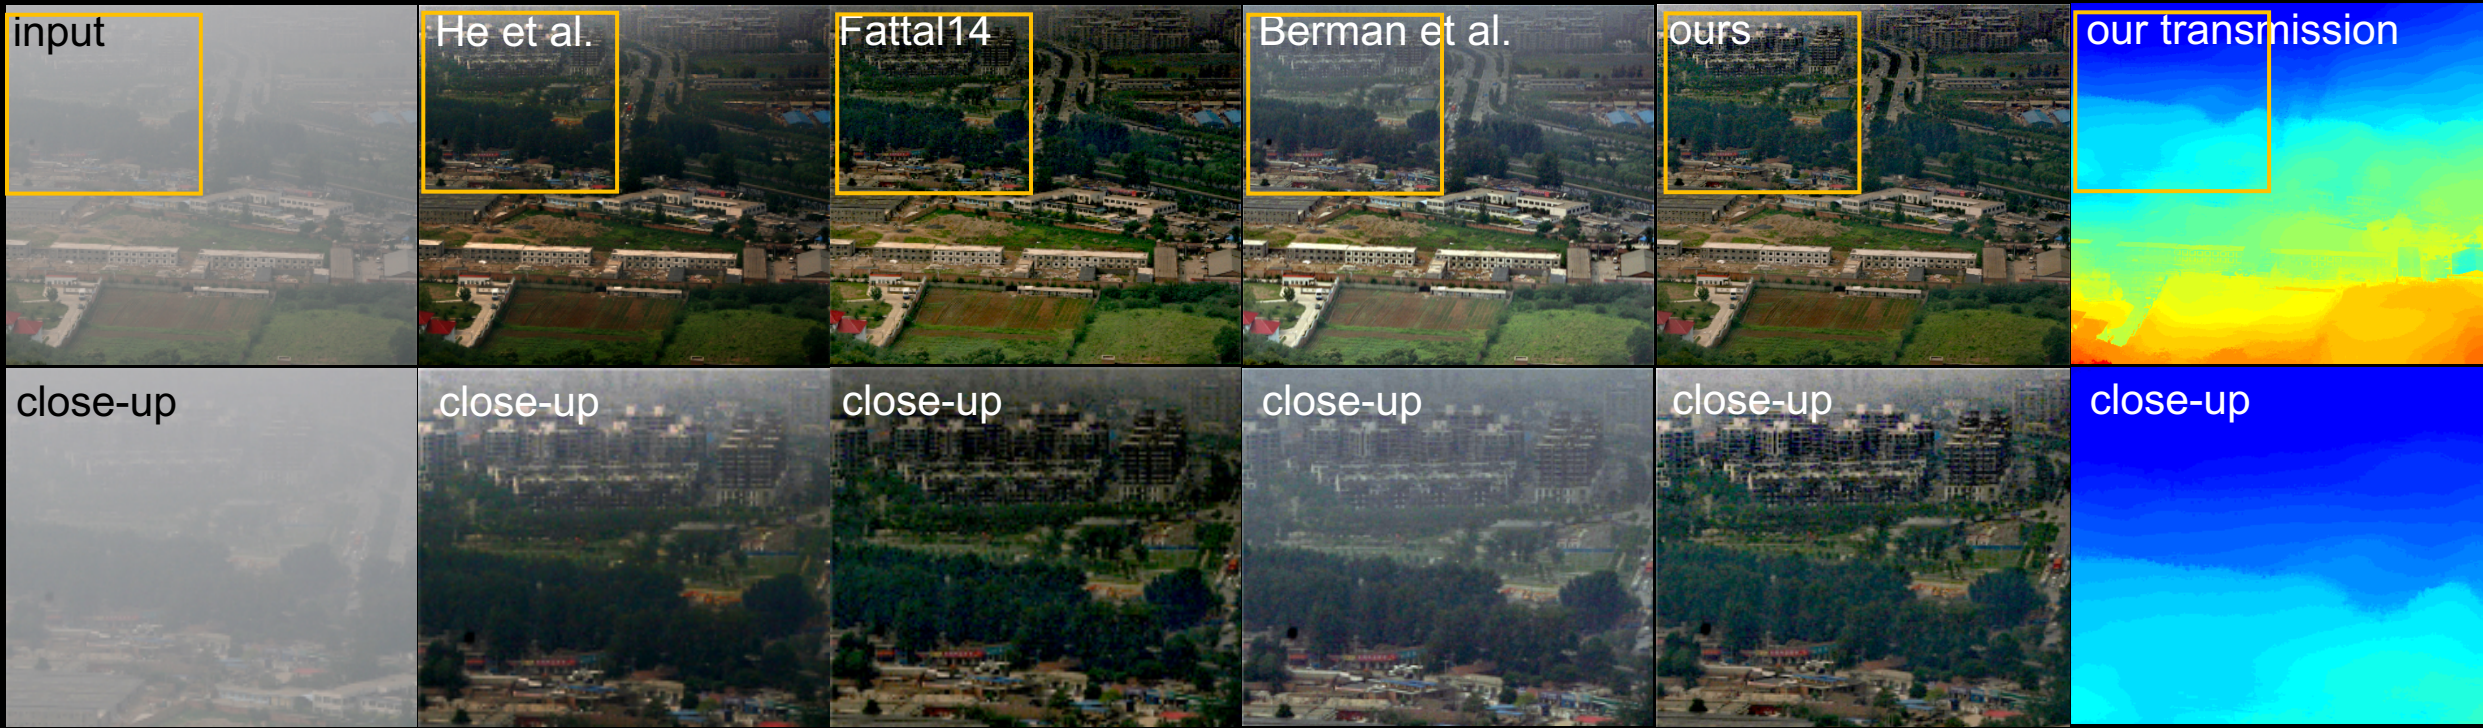 input
He et al.
Fattal14
Berman et al.
ours
our transmission
close-up
close-up
close-up
close-up
close-up
close-up